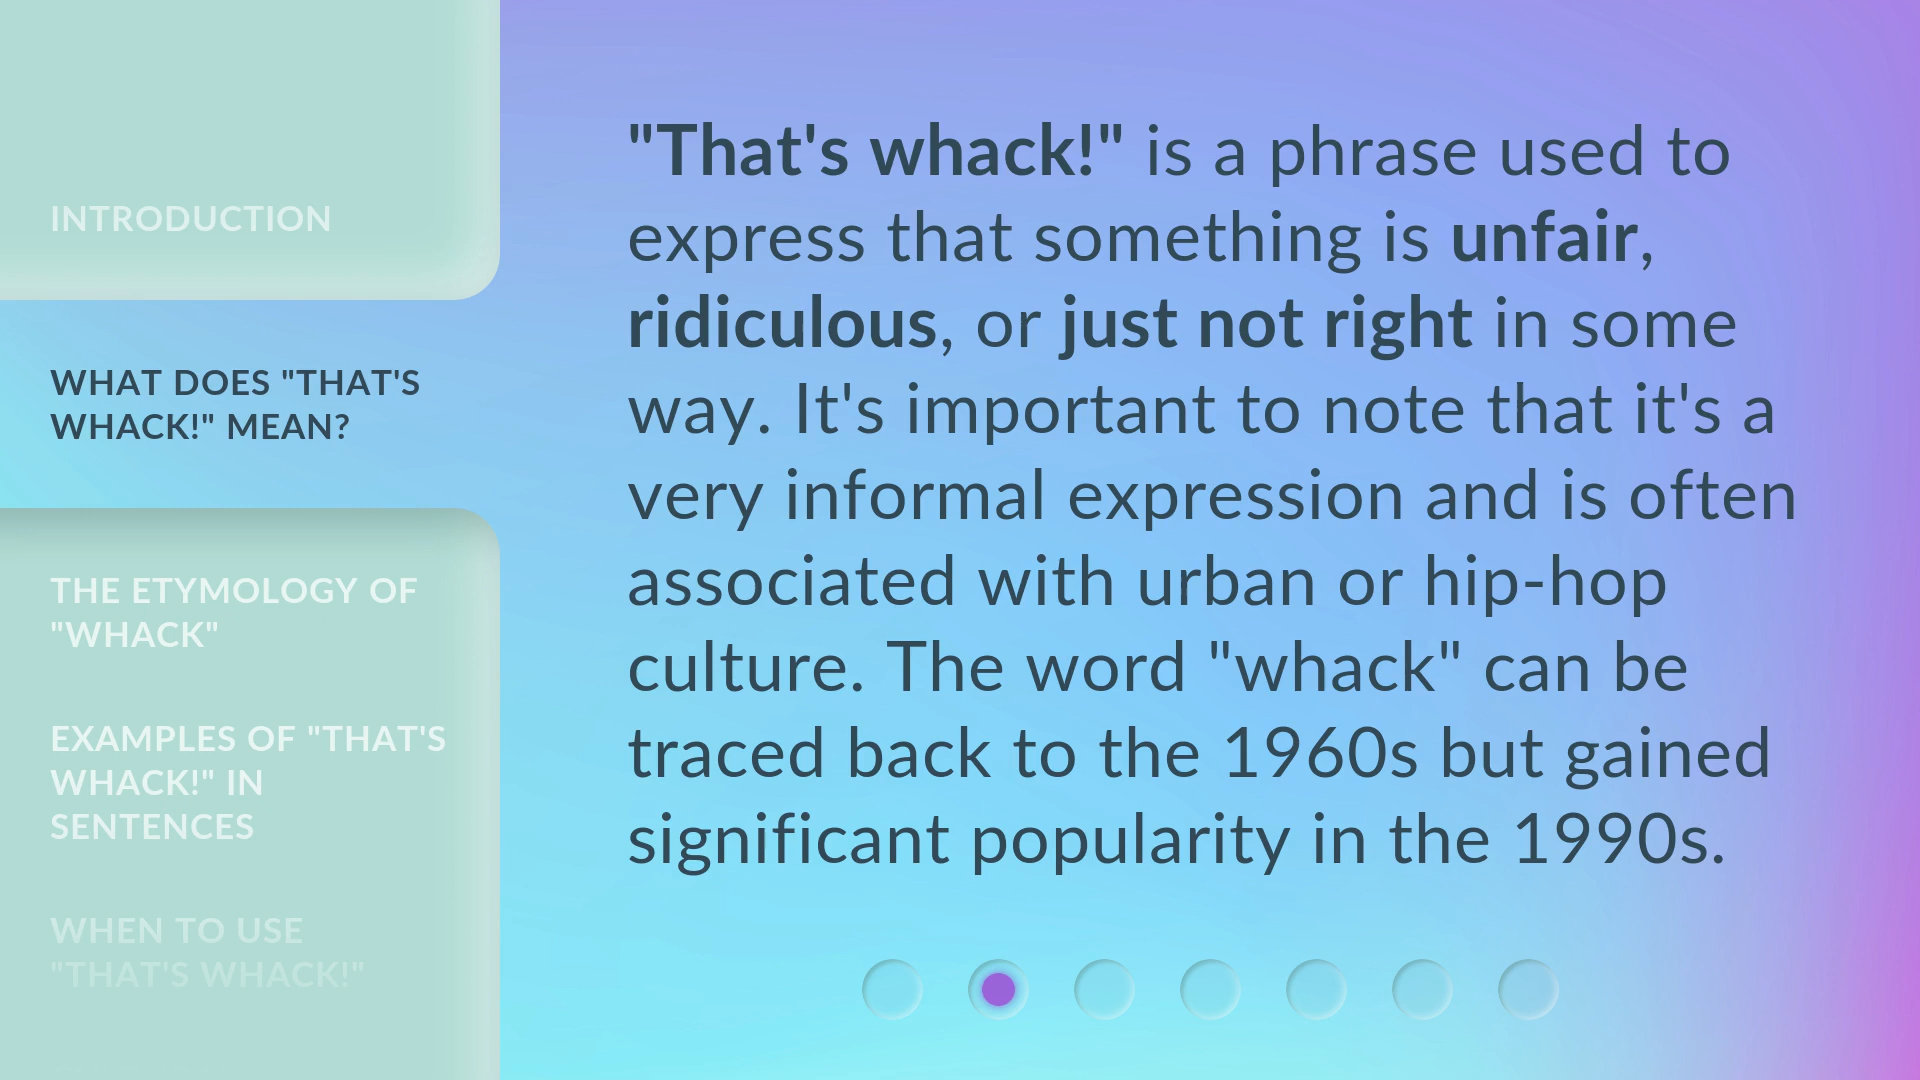 INTRODUCTION
WHAT DOES "THAT'S
WHACK!" MEAN?
THE ETYMOLOGY OF
"WHACK"
EXAMPLES OF "THAT'S
WHACK!" IN
SENTENCES
WHEN TO USE
"THAT'S WHACK!"
"That's whack!" is a phrase used to
express that something is unfair,
ridiculous, or just not right in some
way. It's important to note that it's a
very informal expression and is often
associated with urban or hip-hop
culture. The word "whack" can be
traced back to the 1960s but gained
significant popularity in the 1990s.